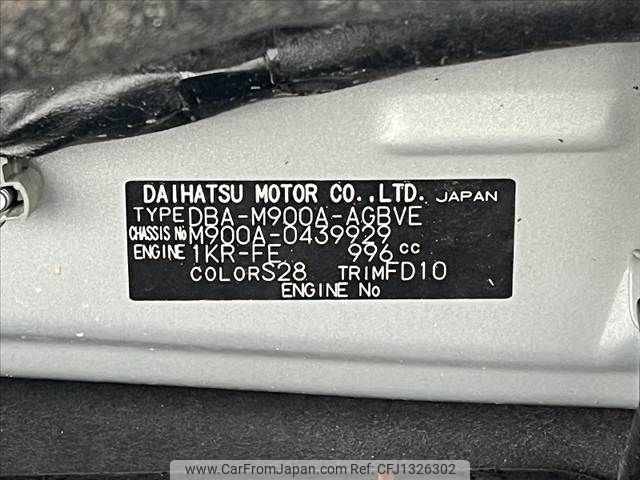 DAIHATSU MOTOR CO.,LTD. JAPAN
TYPE DBA-M900A-AGBVE
CHASSIS No M900A-0439929
ENGINE 1KR-FE 996 cc
COLOR S28 TRIM FD10
ENGINE No
www.CarFromJapan.com | Ref No. CFJ1326302